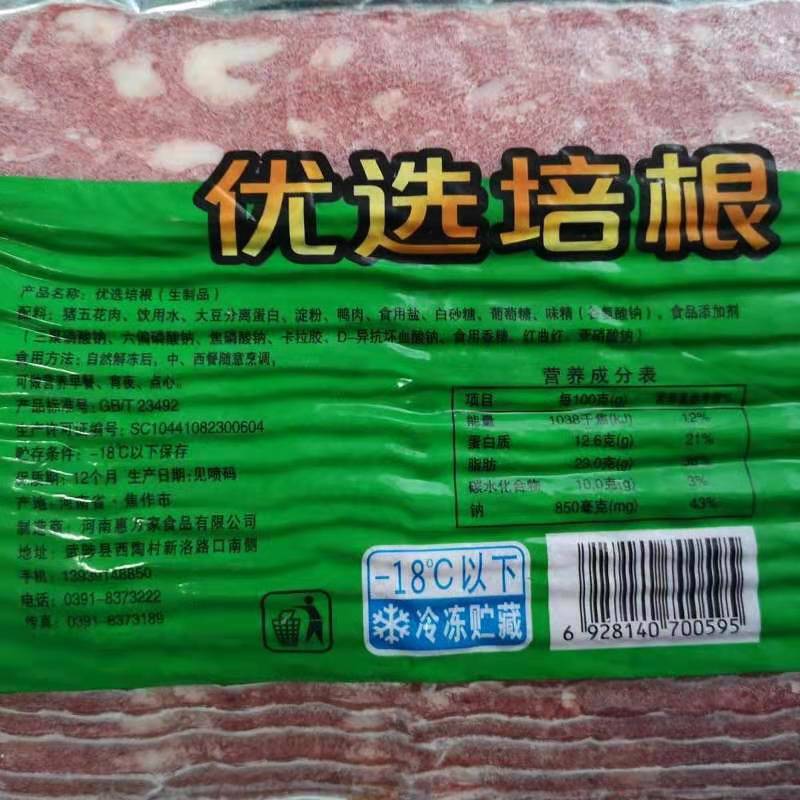 优选培根
产品名称：优选培根（生制品）
配料：猪五花肉、饮用水、大豆分离蛋白、淀粉、鸭肉、食用盐、白砂糖、葡萄糖、味精（谷氨酸钠）、食品添加剂
（三聚磷酸钠、六偏磷酸钠、焦磷酸钠、卡拉胶、D-异抗坏血酸钠、食用香精、红曲红、亚硝酸钠）
食用方法：自然解冻后，中、西餐随意烹调，
可做营养早餐、宵夜、点心。
产品标准号：GB/T 23492
生产许可证编号：SC10441082300604
贮存条件：-18℃以下保存
保质期：12个月 生产日期：见喷码
产地：河南省·焦作市
制造商：河南惠万家食品有限公司
地址：武陟县西陶村新洛路口南侧
手机：13939148850
电话：0391-8373222
传真：0391-8373189
营养成分表
项目 每100克(g)
能量 1038千焦(kJ) 12%
蛋白质 12.6克(g) 21%
脂肪
碳水化合物 10.0克(g) 3%
钠 850毫克(mg) 43%
-18℃以下
冷冻贮藏
6 928140 700595